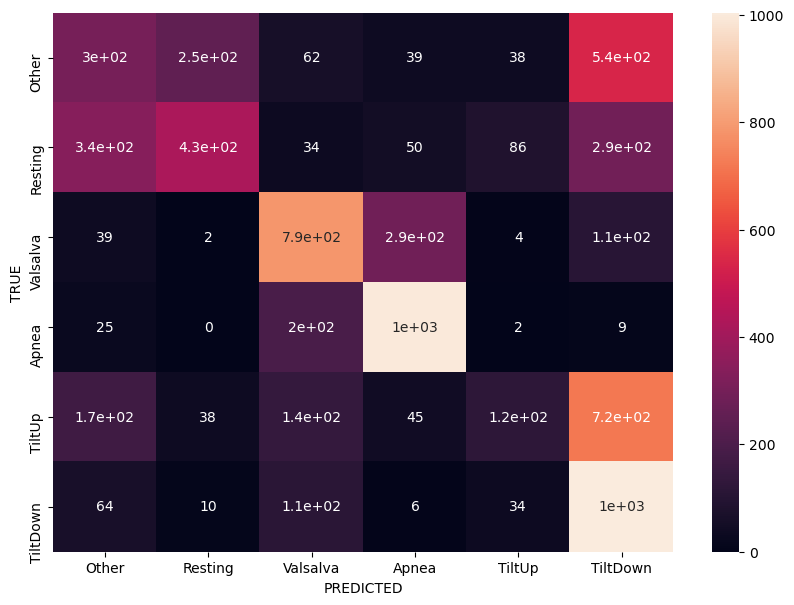 Other 3e+02 2.5e+02 62 39 38 5.4e+02
Resting 3.4e+02 4.3e+02 34 50 86 2.9e+02
Valsalva 39 2 7.9e+02 2.9e+02 4 1.1e+02
Apnea 25 0 2e+02 1e+03 2 9
TiltUp 1.7e+02 38 1.4e+02 45 1.2e+02 7.2e+02
TiltDown 64 10 1.1e+02 6 34 1e+03
Other Resting Valsalva Apnea TiltUp TiltDown
PREDICTED
TRUE
1000
800
600
400
200
0